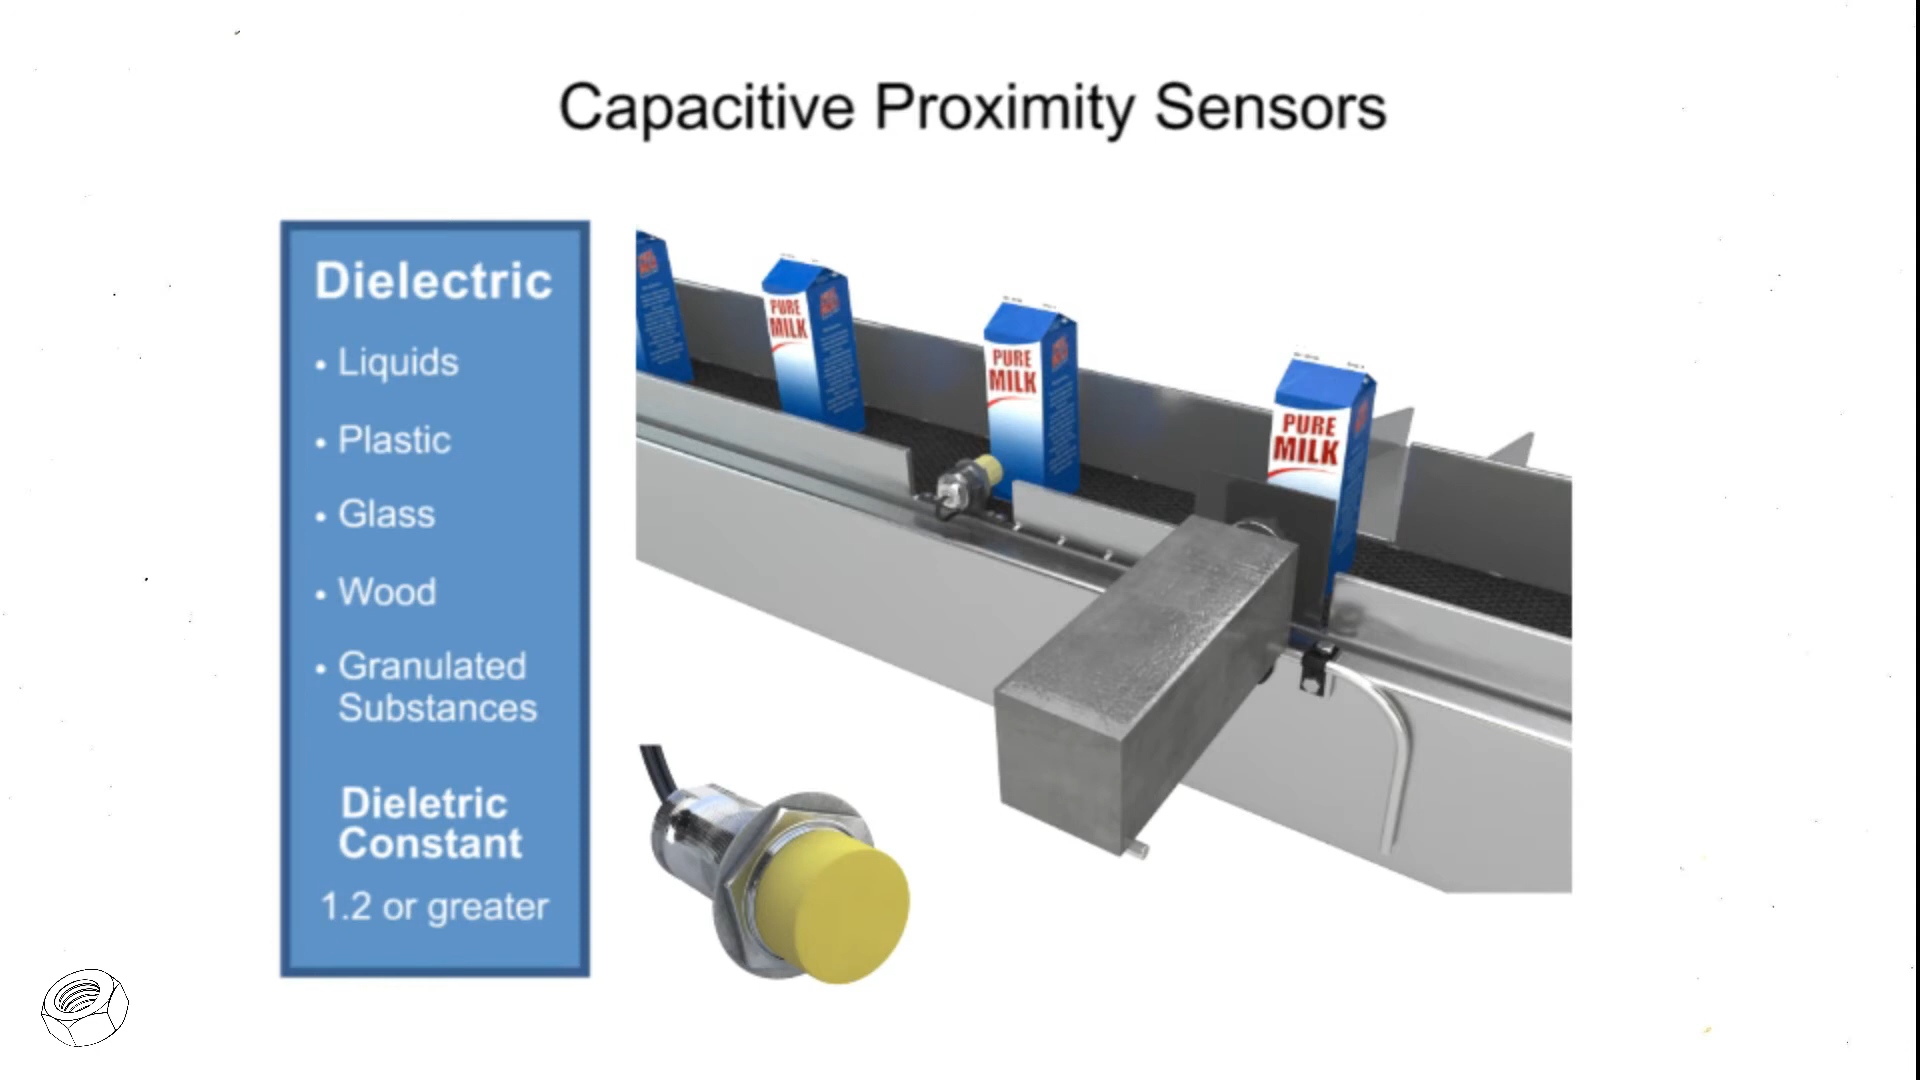 Capacitive Proximity Sensors
Dielectric
• Liquids
• Plastic
• Glass
• Wood
• Granulated
Substances
Dieletric
Constant
1.2 or greater
PURE
MILK
PURE
MILK
PURE
MILK